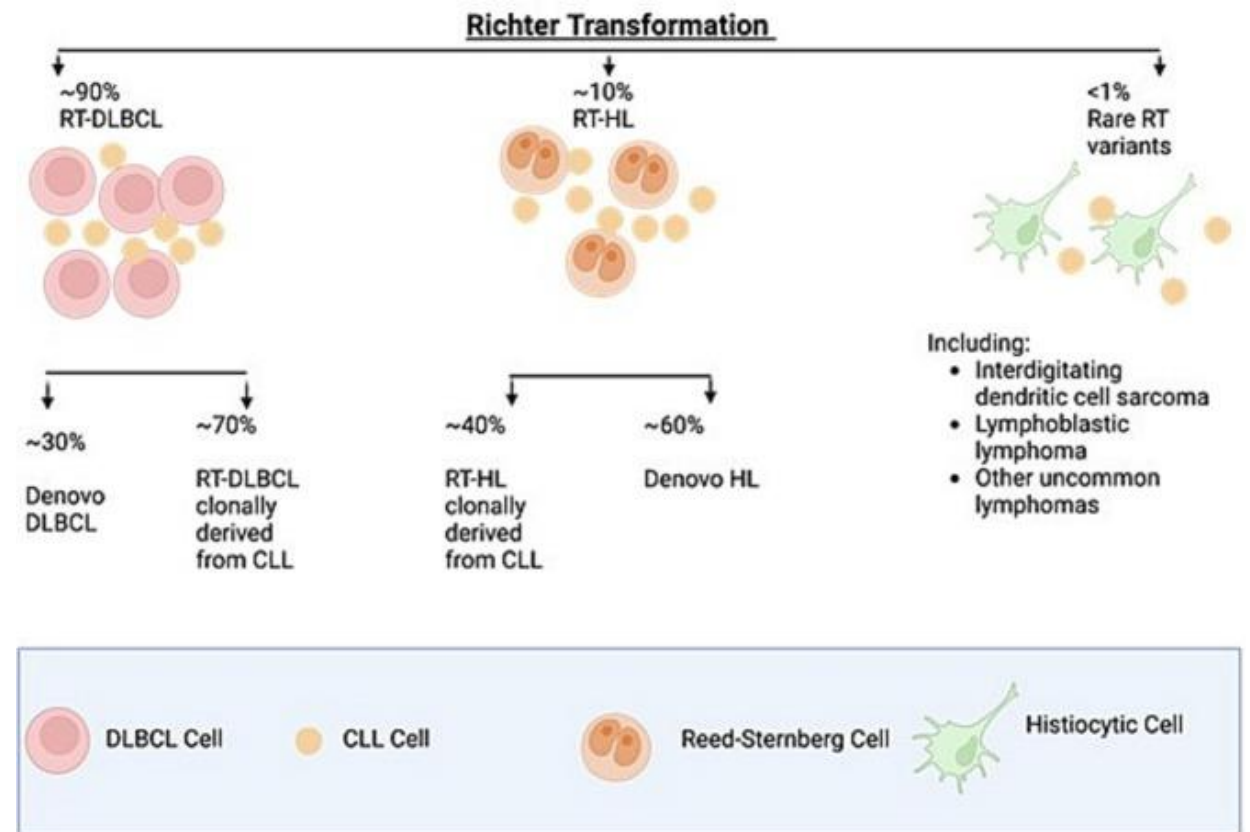 Richter Transformation
~90%
RT-DLBCL
~10%
RT-HL
<1%
Rare RT
variants
~30%
Denovo
DLBCL
~70%
RT-DLBCL
clonally
derived
from CLL
~40%
RT-HL
clonally
derived
from CLL
~60%
Denovo HL
Including:
• Interdigitating
dendritic cell sarcoma
• Lymphoblastic
lymphoma
• Other uncommon
lymphomas
DLBCL Cell
CLL Cell
Reed-Sternberg Cell
Histiocytic Cell